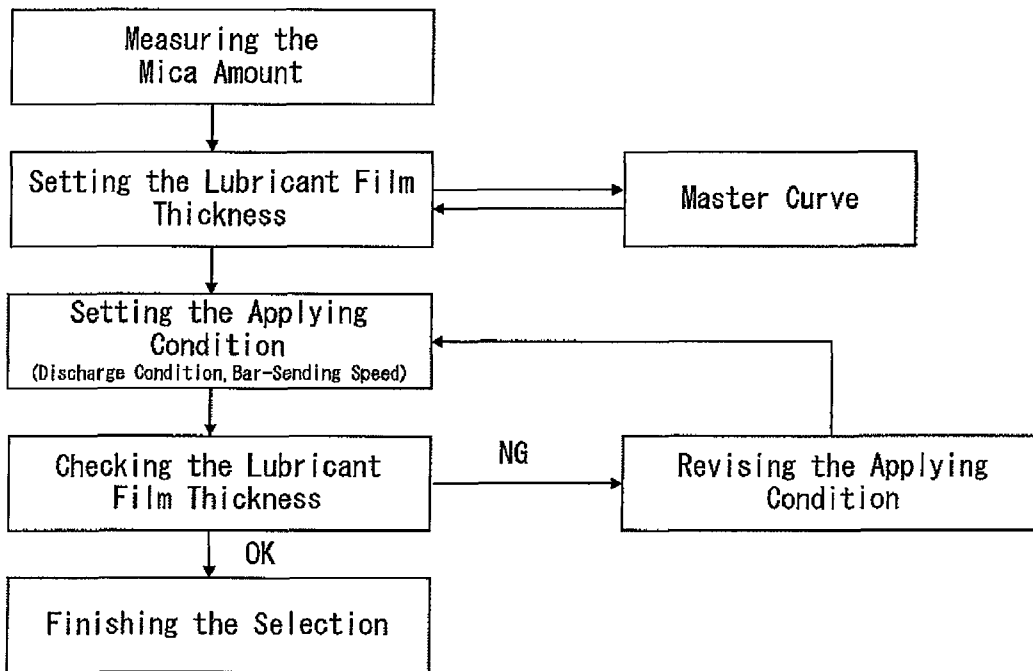 Measuring the
Mica Amount
Setting the Lubricant Film
Thickness
Master Curve
Setting the Applying
Condition
(Discharge Condition, Bar-Sending Speed)
Checking the Lubricant
Film Thickness
NG
Revising the Applying
Condition
OK
Finishing the Selection